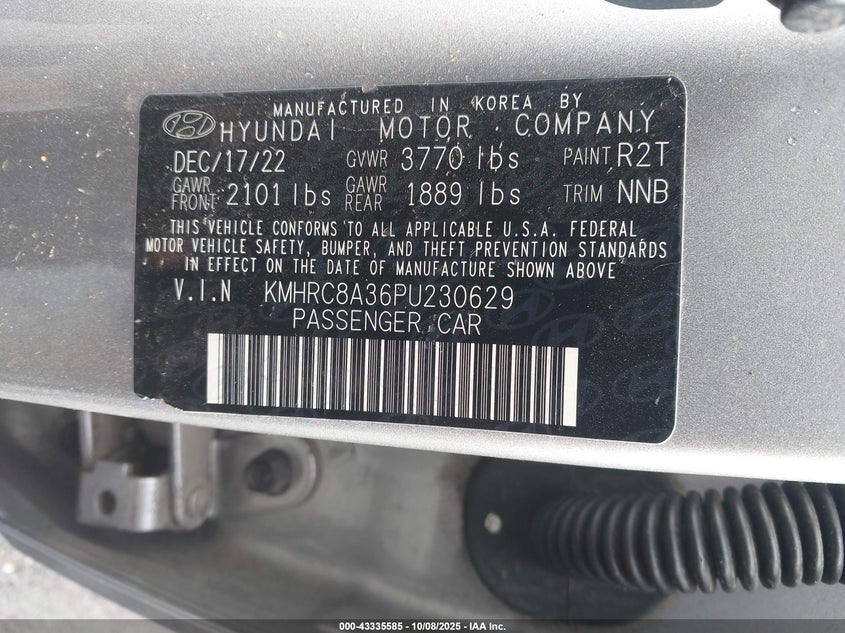 MANUFACTURED IN KOREA BY
HYUNDAI MOTOR COMPANY
DEC/17/22 GVWR 3770 lbs PAINT R2T
GAWR FRONT 2101 lbs GAWR REAR 1889 lbs TRIM NNB
THIS VEHICLE CONFORMS TO ALL APPLICABLE U.S.A. FEDERAL
MOTOR VEHICLE SAFETY, BUMPER, AND THEFT PREVENTION STANDARDS
IN EFFECT ON THE DATE OF MANUFACTURE SHOWN ABOVE
V.I.N KMHRC8A36PU230629
PASSENGER CAR
000-43335585 - 10/08/2025 - IAA Inc.